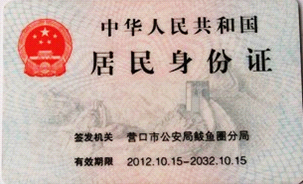 中华人民共和国
居民身份证
签发机关 营口市公安局鲅鱼圈分局
有效期限 2012.10.15-2032.10.15